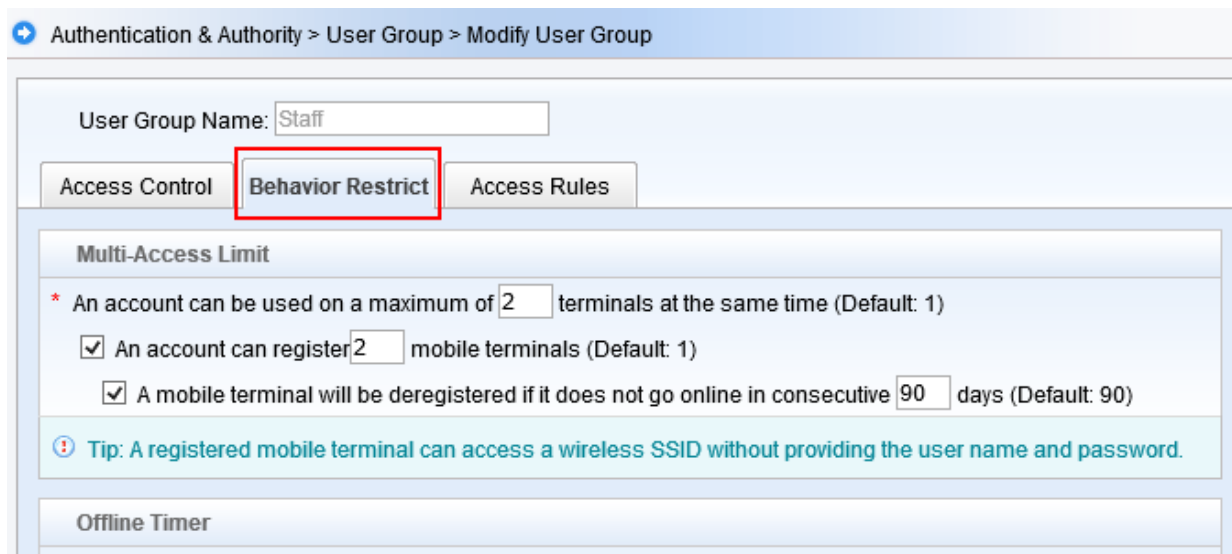 Authentication & Authority > User Group > Modify User Group
User Group Name: Staff
Access Control Behavior Restrict Access Rules
Multi-Access Limit
* An account can be used on a maximum of 2 terminals at the same time (Default: 1)
An account can register 2 mobile terminals (Default: 1)
A mobile terminal will be deregistered if it does not go online in consecutive 90 days (Default: 90)
Tip: A registered mobile terminal can access a wireless SSID without providing the user name and password.
Offline Timer